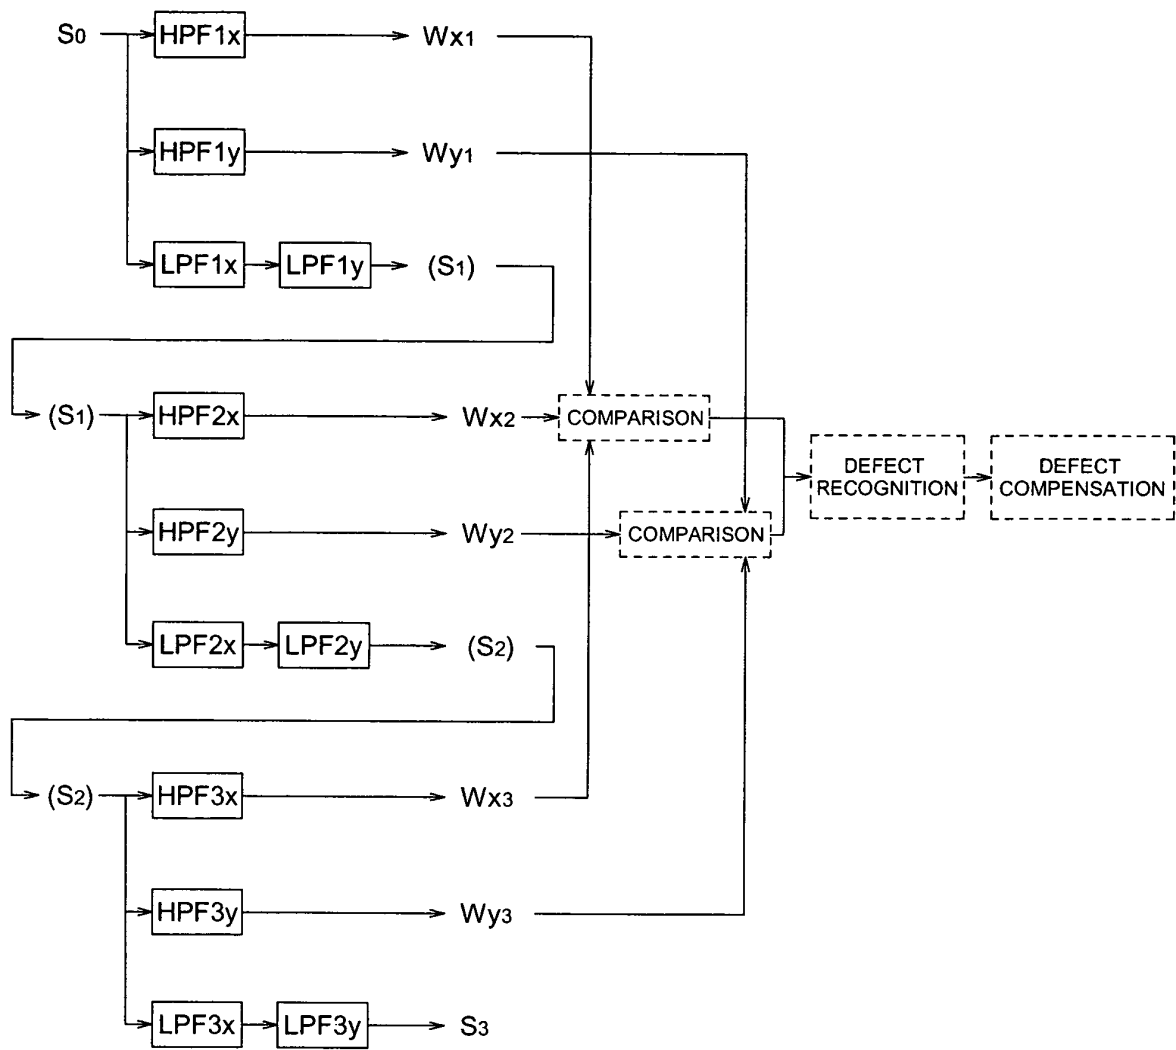 S0 HPF1x Wx1
HPF1y Wy1
LPF1x LPF1y (S1)
(S1) HPF2x Wx2 COMPARISON
DEFECT RECOGNITION
DEFECT COMPENSATION
HPF2y Wy2 COMPARISON
LPF2x LPF2y (S2)
(S2) HPF3x Wx3
HPF3y Wy3
LPF3x LPF3y S3